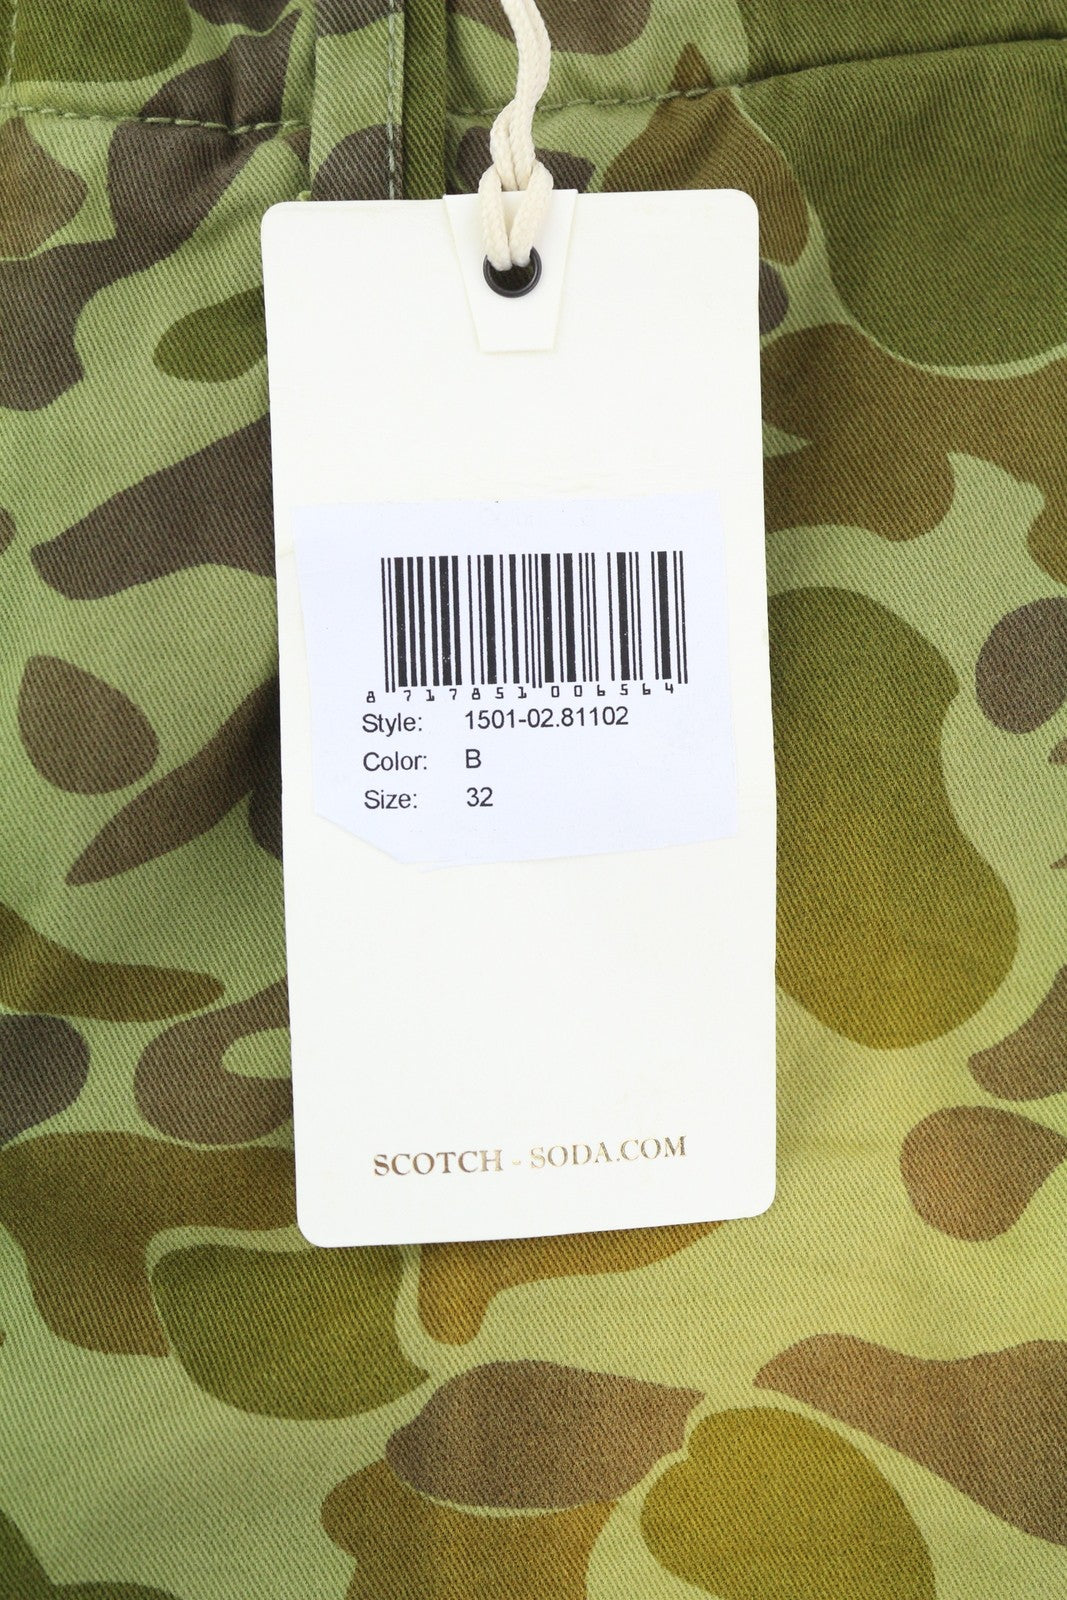 8 717851 006564
Style: 1501-02.81102
Color: B
Size: 32
SCOTCH - SODA.COM